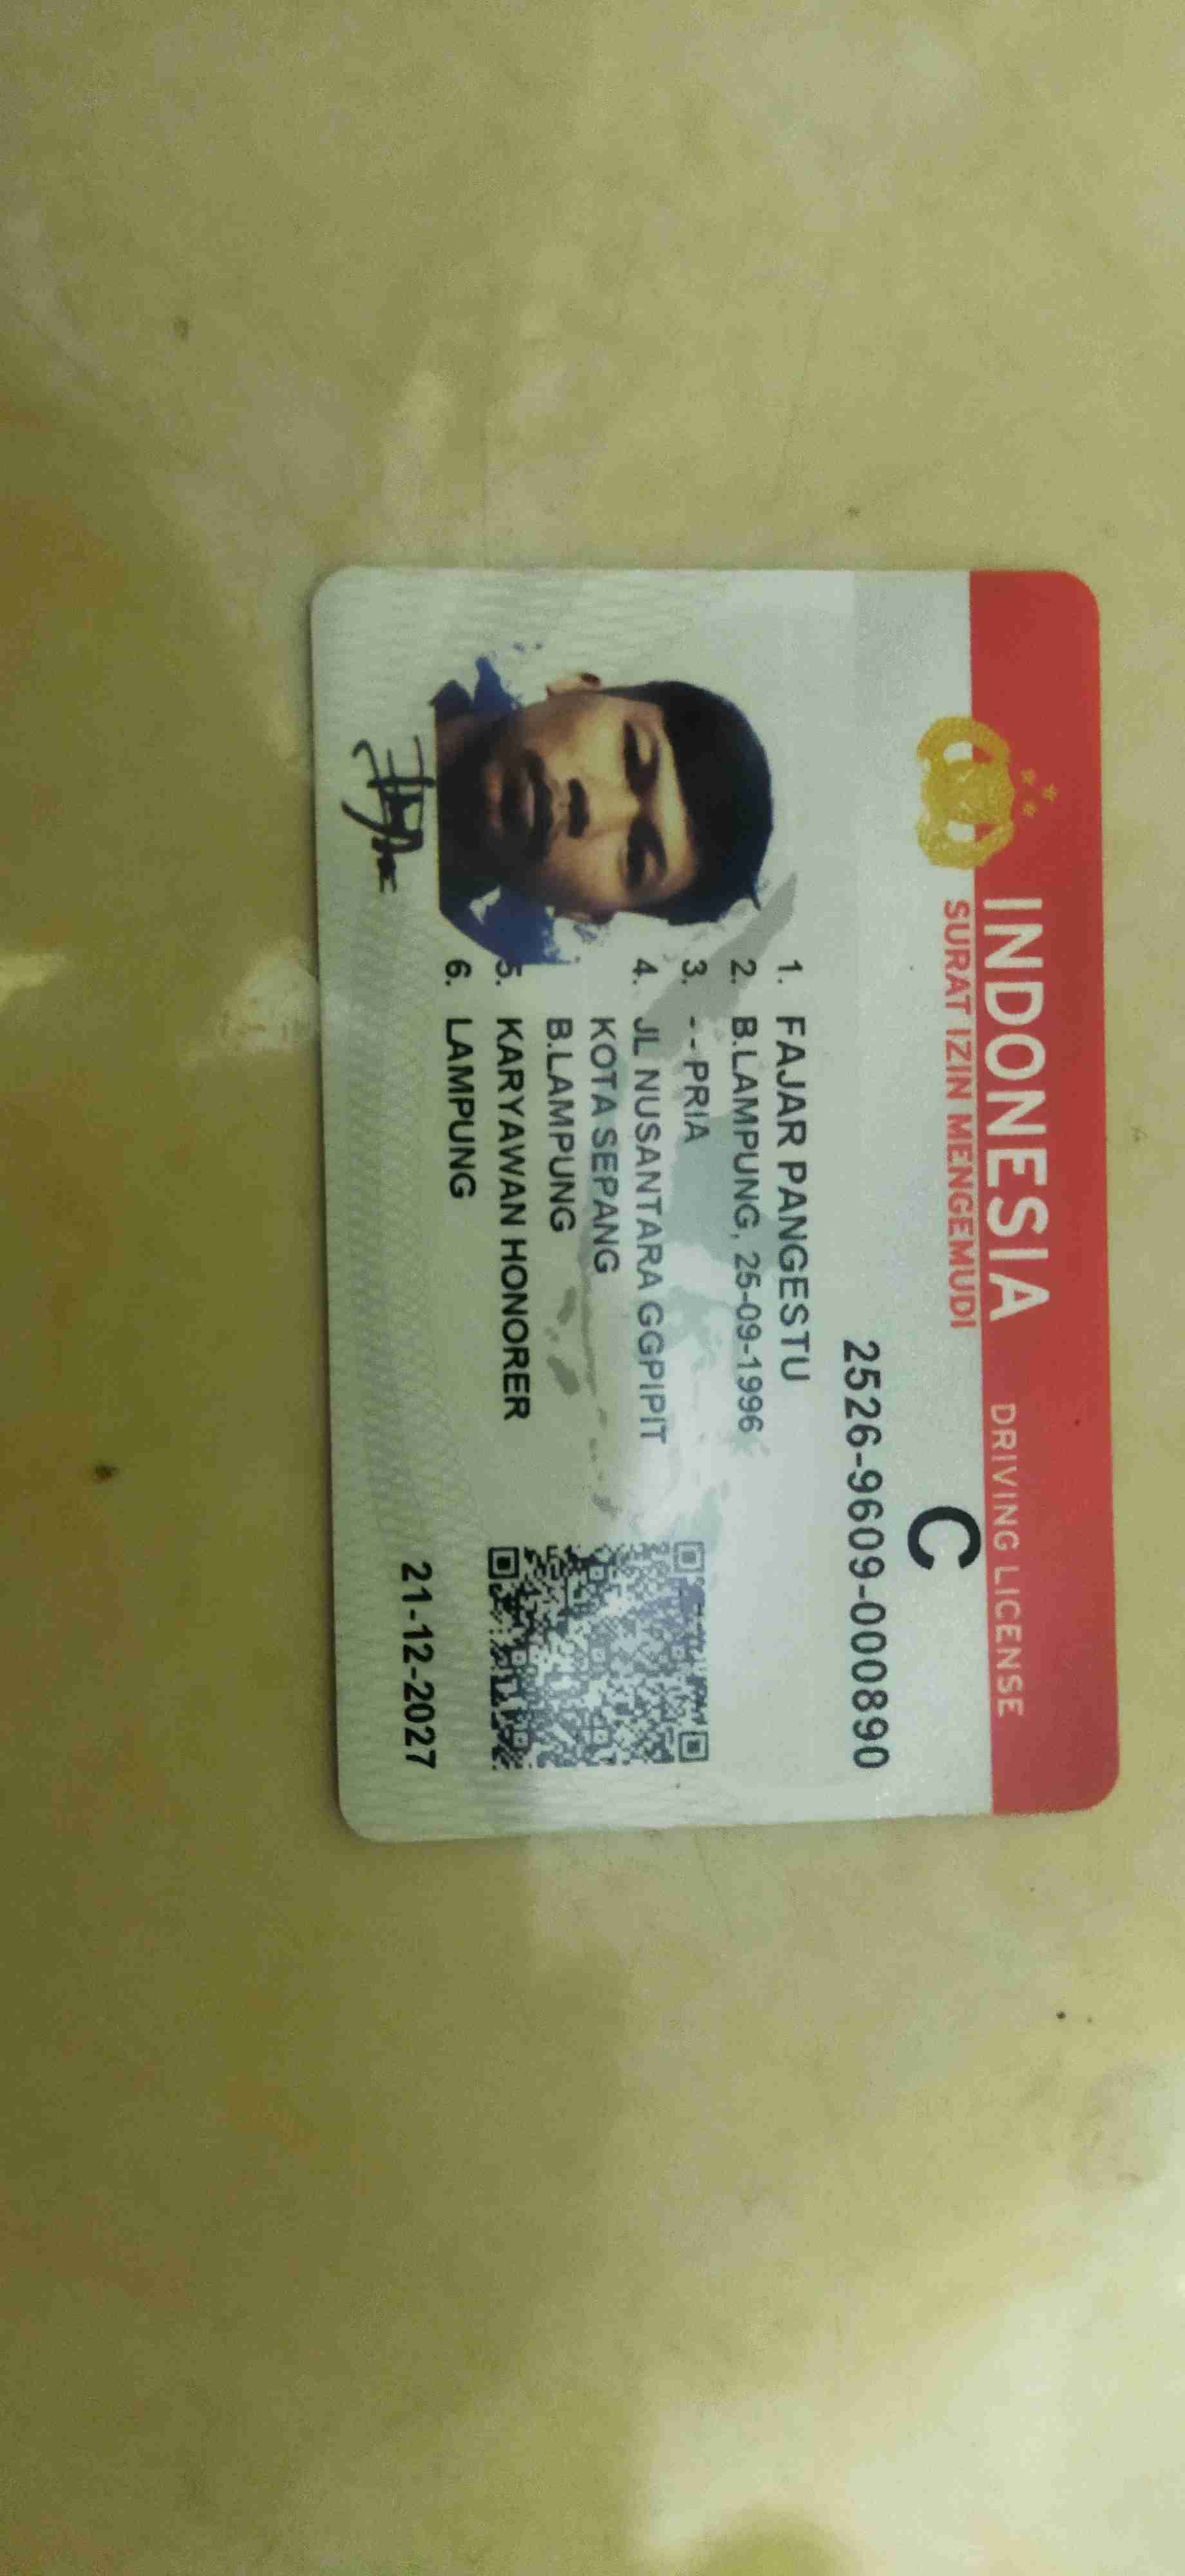 INDONESIA DRIVING LICENSE
SURAT IZIN MENGEMUDI
C
2526-9609-000890
1. FAJAR PANGESTU
2. B.LAMPUNG, 25-09-1996
3. - - PRIA
4. JL NUSANTARA GGPIPIT
KOTA SEPANG
B.LAMPUNG
5. KARYAWAN HONORER
6. LAMPUNG
21-12-2027